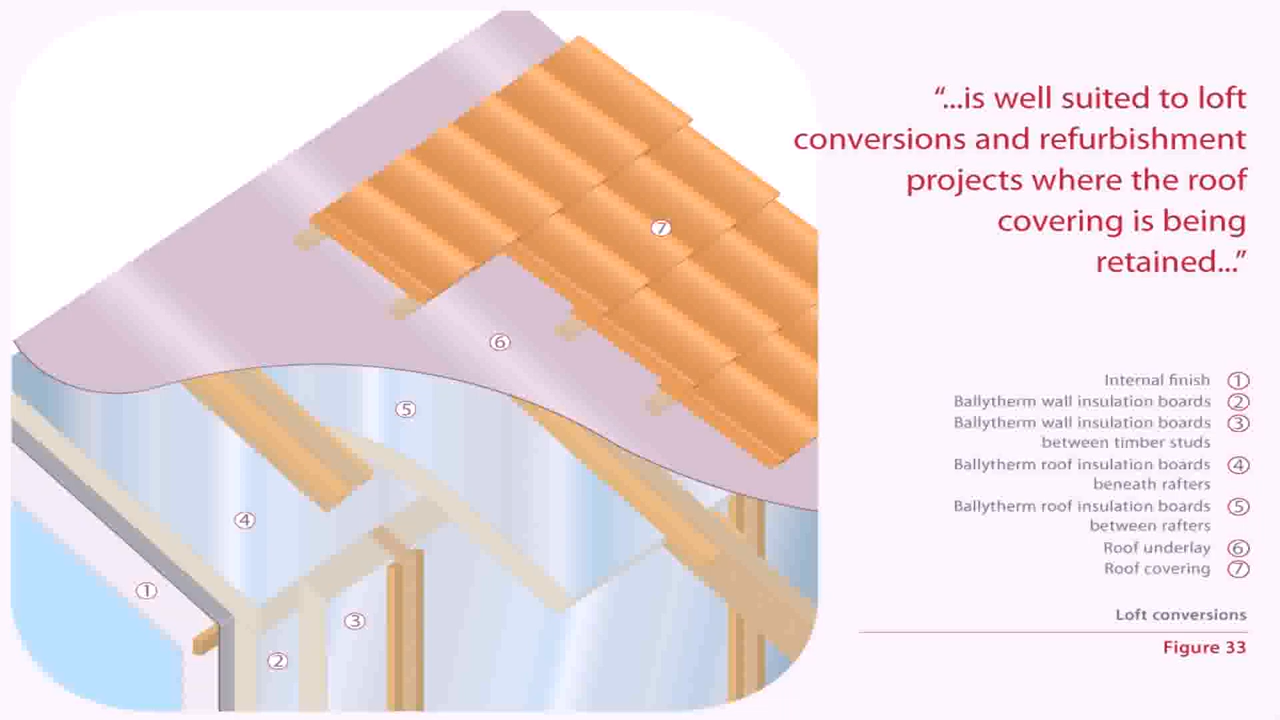 “...is well suited to loft
conversions and refurbishment
projects where the roof
covering is being
retained...”
Internal finish ①
Ballytherm wall insulation boards ②
Ballytherm wall insulation boards ③
between timber studs
Ballytherm roof insulation boards ④
beneath rafters
Ballytherm roof insulation boards ⑤
between rafters
Roof underlay ⑥
Roof covering ⑦
Loft conversions
Figure 33
⑦
⑥
⑤
④
①
③
②